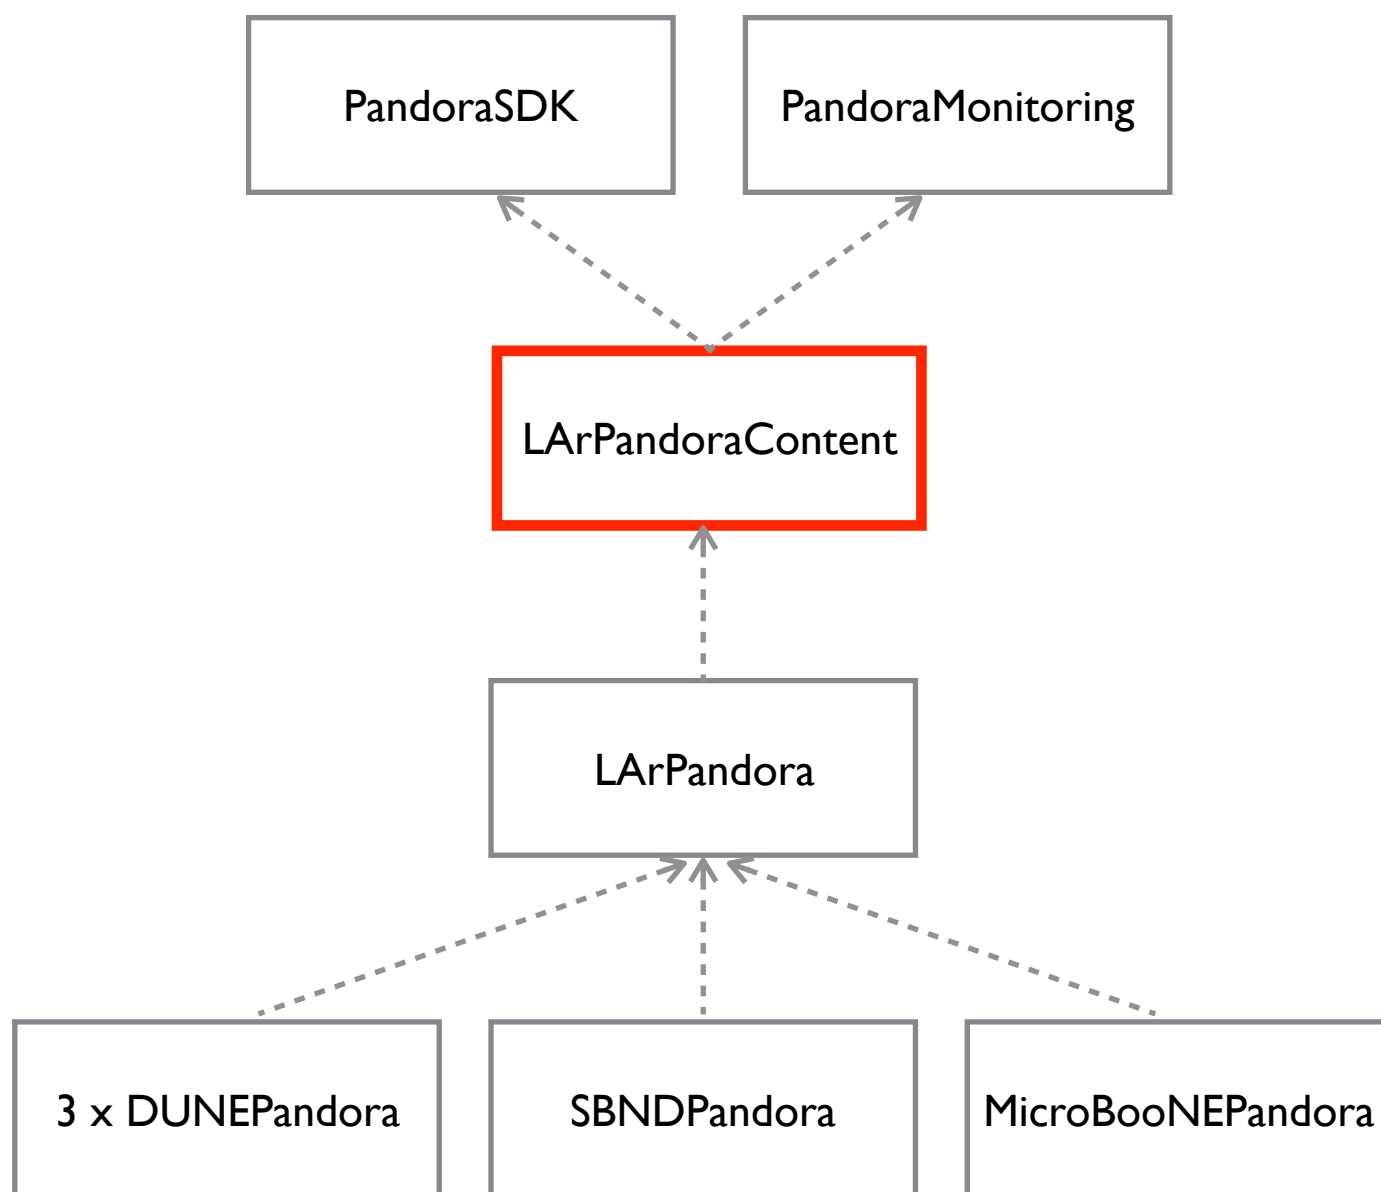 PandoraSDK
PandoraMonitoring
LArPandoraContent
LArPandora
3 x DUNEPandora
SBNDPandora
MicroBooNEPandora